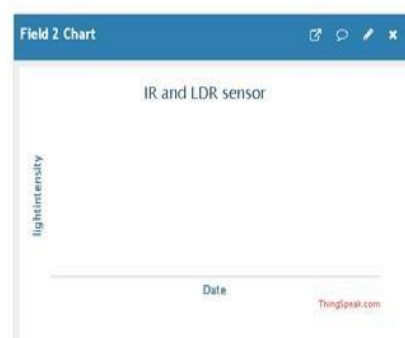 Field 2 Chart
IR and LDR sensor
lightintensity
Date
ThingSpeak.com